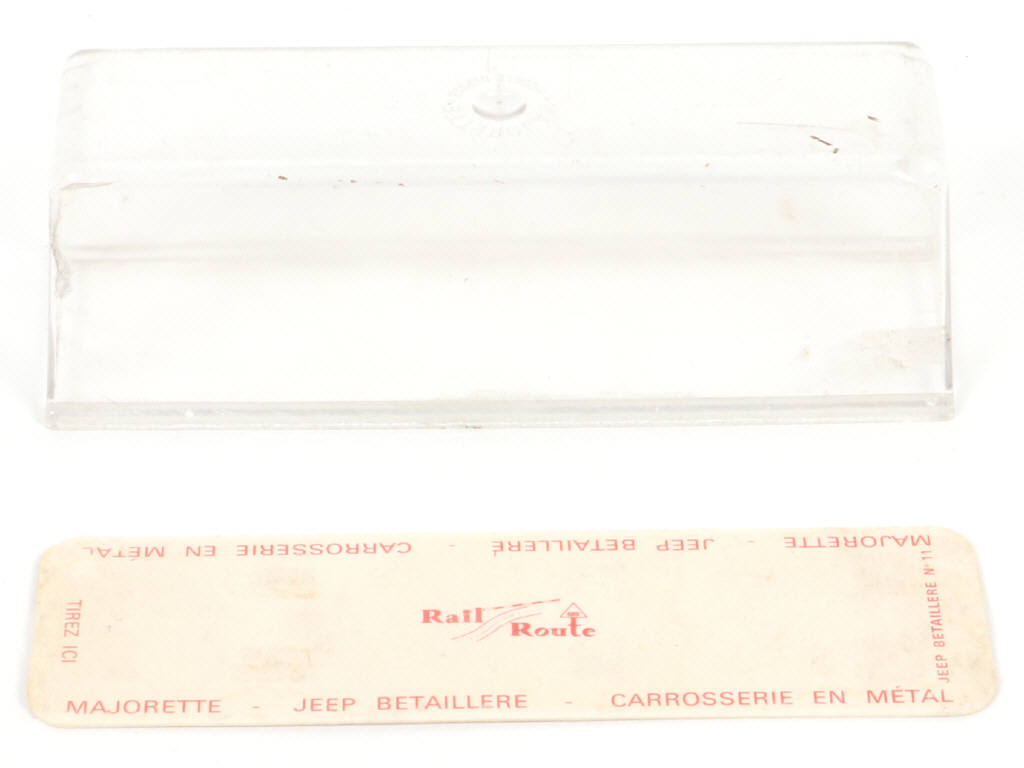 MAJORETTE - JEEP BETAILLERE - CARROSSERIE EN MÉTAL
TIREZ ICI
Rail
Route
JEEP BETAILLERE N° 11
MAJORETTE - JEEP BETAILLERE - CARROSSERIE EN MÉTAL